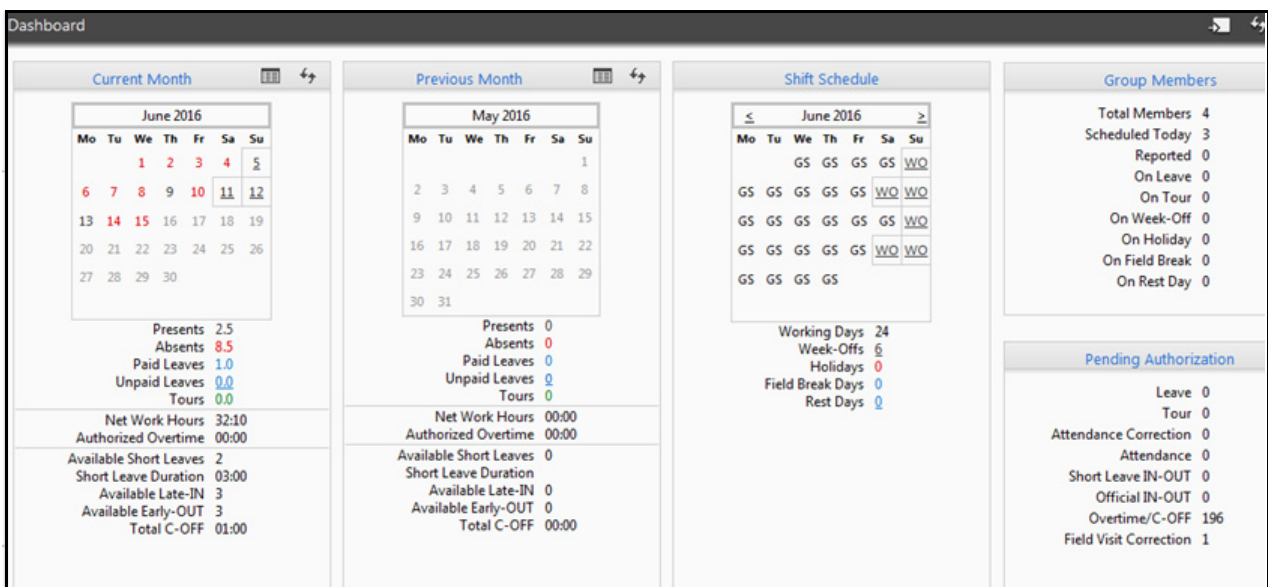 Dashboard
Current Month
June 2016
Mo Tu We Th Fr Sa Su
1 2 3 4 5
6 7 8 9 10 11 12
13 14 15 16 17 18 19
20 21 22 23 24 25 26
27 28 29 30
Presents 2.5
Absents 8.5
Paid Leaves 1.0
Unpaid Leaves 0.0
Tours 0.0
Net Work Hours 32:10
Authorized Overtime 00:00
Available Short Leaves 2
Short Leave Duration 03:00
Available Late-IN 3
Available Early-OUT 3
Total C-OFF 01:00
Previous Month
May 2016
Mo Tu We Th Fr Sa Su
1
2 3 4 5 6 7 8
9 10 11 12 13 14 15
16 17 18 19 20 21 22
23 24 25 26 27 28 29
30 31
Presents 0
Absents 0
Paid Leaves 0
Unpaid Leaves 0
Tours 0
Net Work Hours 00:00
Authorized Overtime 00:00
Available Short Leaves 0
Short Leave Duration
Available Late-IN 0
Available Early-OUT 0
Total C-OFF 00:00
Shift Schedule
< June 2016 >
Mo Tu We Th Fr Sa Su
GS GS GS GS WO
GS GS GS GS GS WO WO
GS GS GS GS GS GS WO
GS GS GS GS GS WO WO
GS GS GS GS
Working Days 24
Week-Offs 6
Holidays 0
Field Break Days 0
Rest Days 0
Group Members
Total Members 4
Scheduled Today 3
Reported 0
On Leave 0
On Tour 0
On Week-Off 0
On Holiday 0
On Field Break 0
On Rest Day 0
Pending Authorization
Leave 0
Tour 0
Attendance Correction 0
Attendance 0
Short Leave IN-OUT 0
Official IN-OUT 0
Overtime/C-OFF 196
Field Visit Correction 1